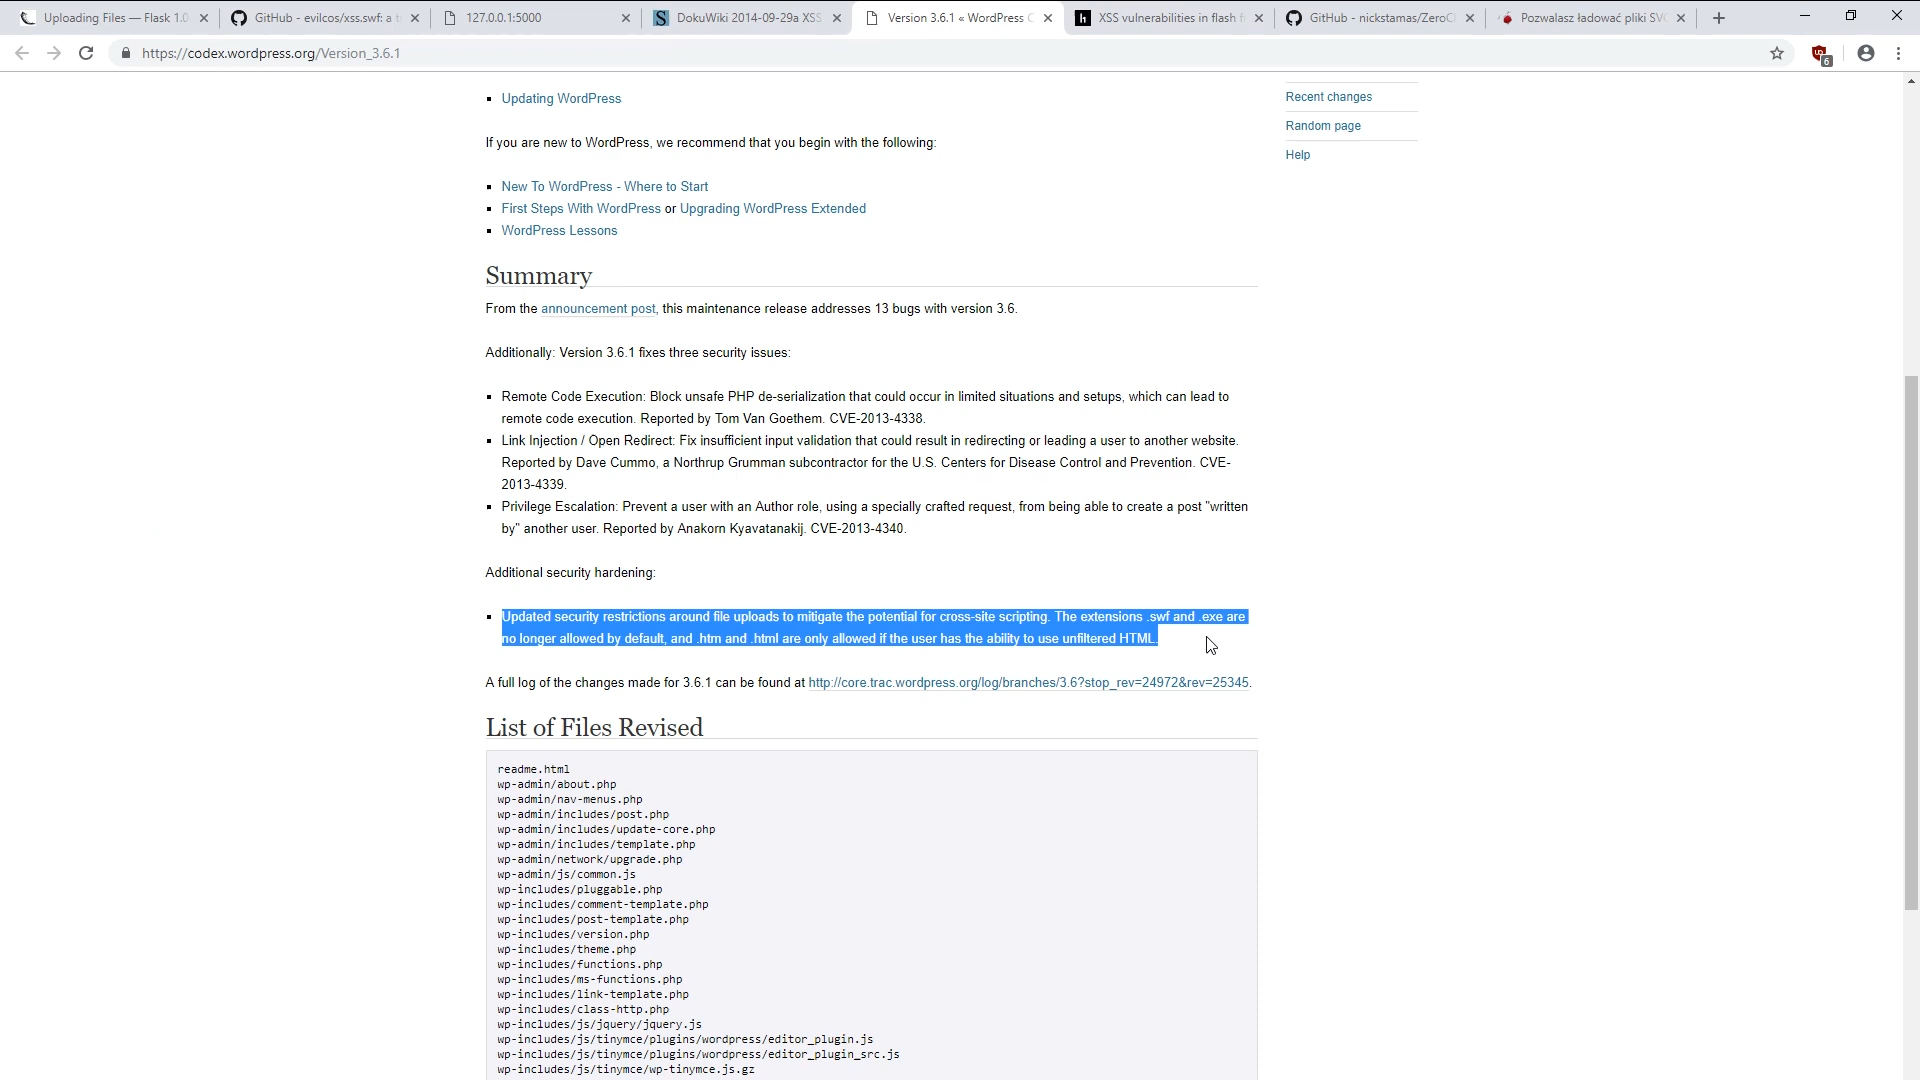 Uploading Files — Flask 1.0
GitHub - evilcos/xss.swf: a t
127.0.0.1:5000
DokuWiki 2014-09-29a XSS
Version 3.6.1 « WordPress C
XSS vulnerabilities in flash f
GitHub - nickstamas/ZeroCl
Pozwalasz ładować pliki SV
https://codex.wordpress.org/Version_3.6.1
6
Updating WordPress
If you are new to WordPress, we recommend that you begin with the following:
New To WordPress - Where to Start
First Steps With WordPress or Upgrading WordPress Extended
WordPress Lessons
Recent changes
Random page
Help
Summary
From the announcement post, this maintenance release addresses 13 bugs with version 3.6.
Additionally: Version 3.6.1 fixes three security issues:
Remote Code Execution: Block unsafe PHP de-serialization that could occur in limited situations and setups, which can lead to
remote code execution. Reported by Tom Van Goethem. CVE-2013-4338.
Link Injection / Open Redirect: Fix insufficient input validation that could result in redirecting or leading a user to another website.
Reported by Dave Cummo, a Northrup Grumman subcontractor for the U.S. Centers for Disease Control and Prevention. CVE-
2013-4339.
Privilege Escalation: Prevent a user with an Author role, using a specially crafted request, from being able to create a post "written
by" another user. Reported by Anakorn Kyavatanakij. CVE-2013-4340.
Additional security hardening:
Updated security restrictions around file uploads to mitigate the potential for cross-site scripting. The extensions .swf and .exe are
no longer allowed by default, and .htm and .html are only allowed if the user has the ability to use unfiltered HTML.
A full log of the changes made for 3.6.1 can be found at http://core.trac.wordpress.org/log/branches/3.6?stop_rev=24972&rev=25345.
List of Files Revised
readme.html
wp-admin/about.php
wp-admin/nav-menus.php
wp-admin/includes/post.php
wp-admin/includes/update-core.php
wp-admin/includes/template.php
wp-admin/network/upgrade.php
wp-admin/js/common.js
wp-includes/pluggable.php
wp-includes/comment-template.php
wp-includes/post-template.php
wp-includes/version.php
wp-includes/theme.php
wp-includes/functions.php
wp-includes/ms-functions.php
wp-includes/link-template.php
wp-includes/class-http.php
wp-includes/js/jquery/jquery.js
wp-includes/js/tinymce/plugins/wordpress/editor_plugin.js
wp-includes/js/tinymce/plugins/wordpress/editor_plugin_src.js
wp-includes/js/tinymce/wp-tinymce.js.gz